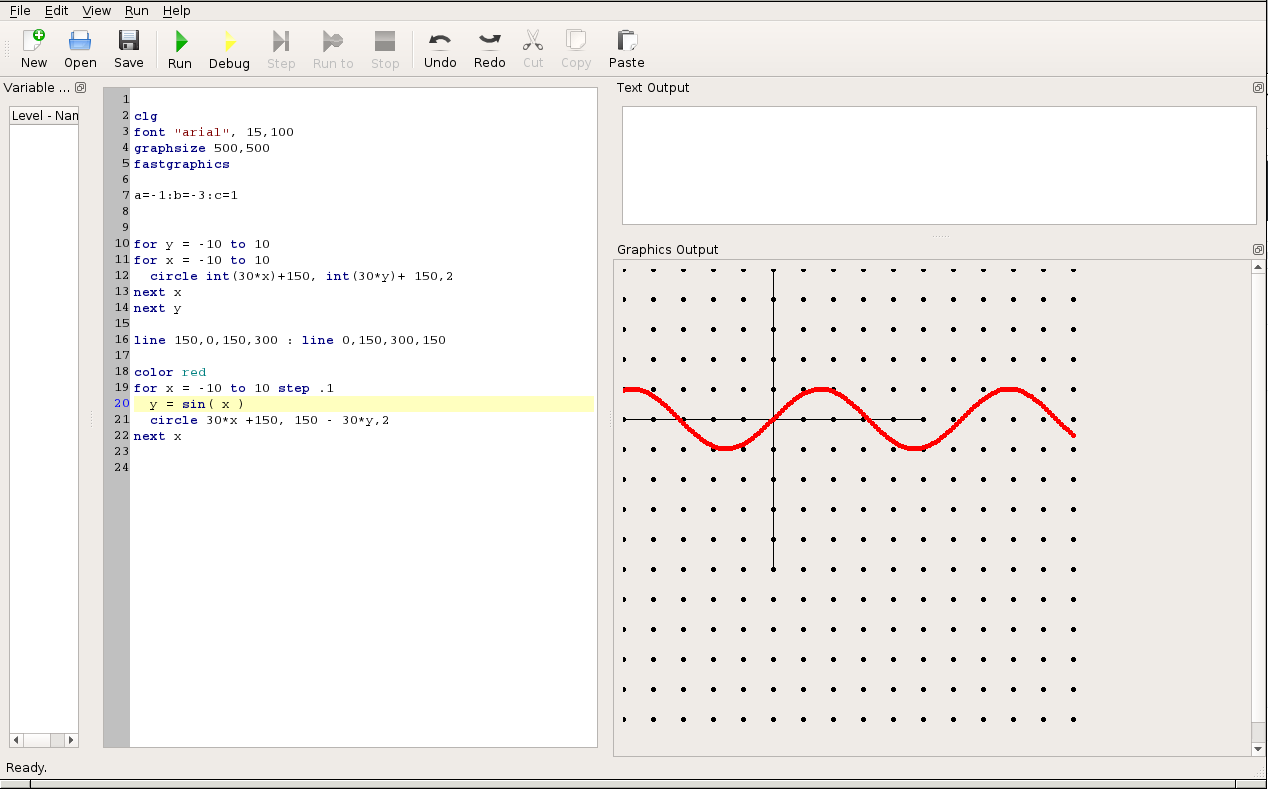 File Edit View Run Help
New Open Save Run Debug Step Run to Stop Undo Redo Cut Copy Paste
Variable ...
Level - Nan
1
2 clg
3 font "arial", 15,100
4 graphsize 500,500
5 fastgraphics
6
7 a=-1:b=-3:c=1
8
9
10 for y = -10 to 10
11 for x = -10 to 10
12   circle int(30*x)+150, int(30*y)+ 150,2
13 next x
14 next y
15
16 line 150,0,150,300 : line 0,150,300,150
17
18 color red
19 for x = -10 to 10 step .1
20   y = sin( x )
21   circle 30*x +150, 150 - 30*y,2
22 next x
23
24
Text Output
Graphics Output
Ready.